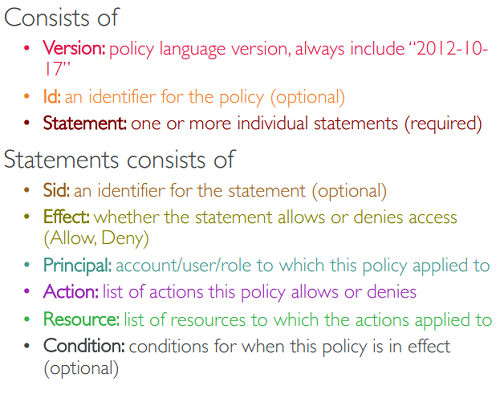 Consists of
• Version: policy language version, always include “2012-10-
17”
• Id: an identifier for the policy (optional)
• Statement: one or more individual statements (required)
Statements consists of
• Sid: an identifier for the statement (optional)
• Effect: whether the statement allows or denies access
(Allow, Deny)
• Principal: account/user/role to which this policy applied to
• Action: list of actions this policy allows or denies
• Resource: list of resources to which the actions applied to
• Condition: conditions for when this policy is in effect
(optional)